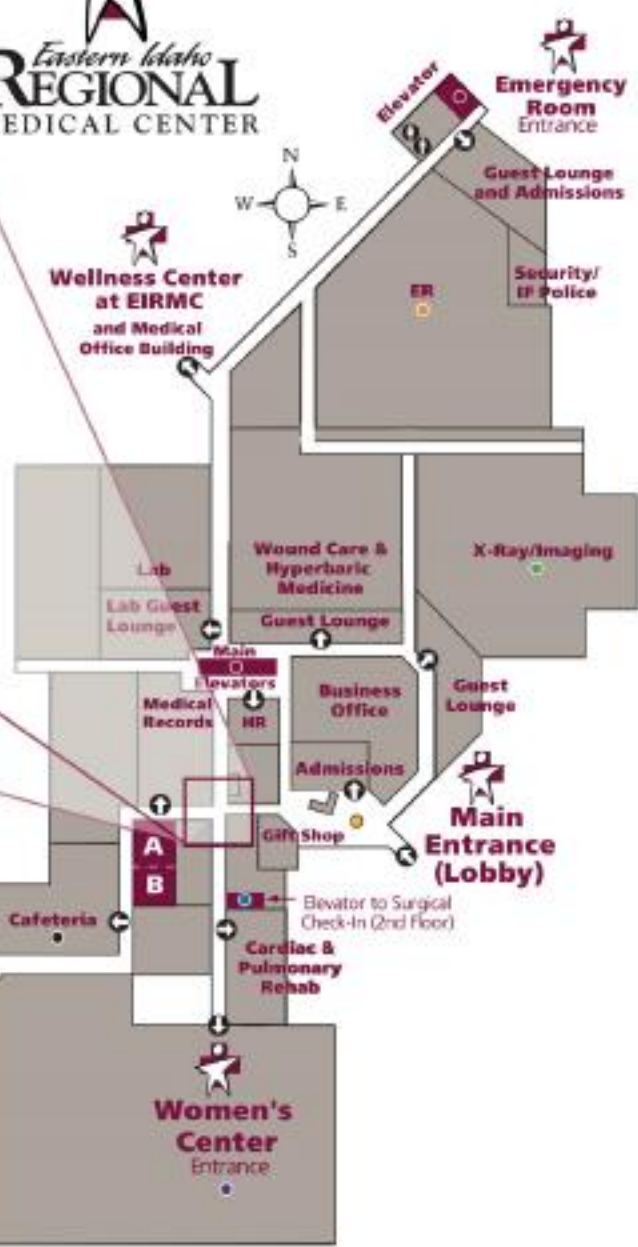 Eastern Idaho
REGIONAL
MEDICAL CENTER
N
W
E
S
Elevator
Emergency
Room
Entrance
Guest Lounge
and Admissions
Security/
IF Police
ER
Wellness Center
at EIRMC
and Medical
Office Building
Lab
Lab Guest
Lounge
Wound Care &
Hyperbaric
Medicine
Guest Lounge
X-Ray/Imaging
Main
Elevators
Medical
Records
HR
Business
Office
Guest
Lounge
Admissions
Gift Shop
Main
Entrance
(Lobby)
A
B
Elevator to Surgical
Check-In (2nd Floor)
Cafeteria
Cardiac &
Pulmonary
Rehab
Women's
Center
Entrance